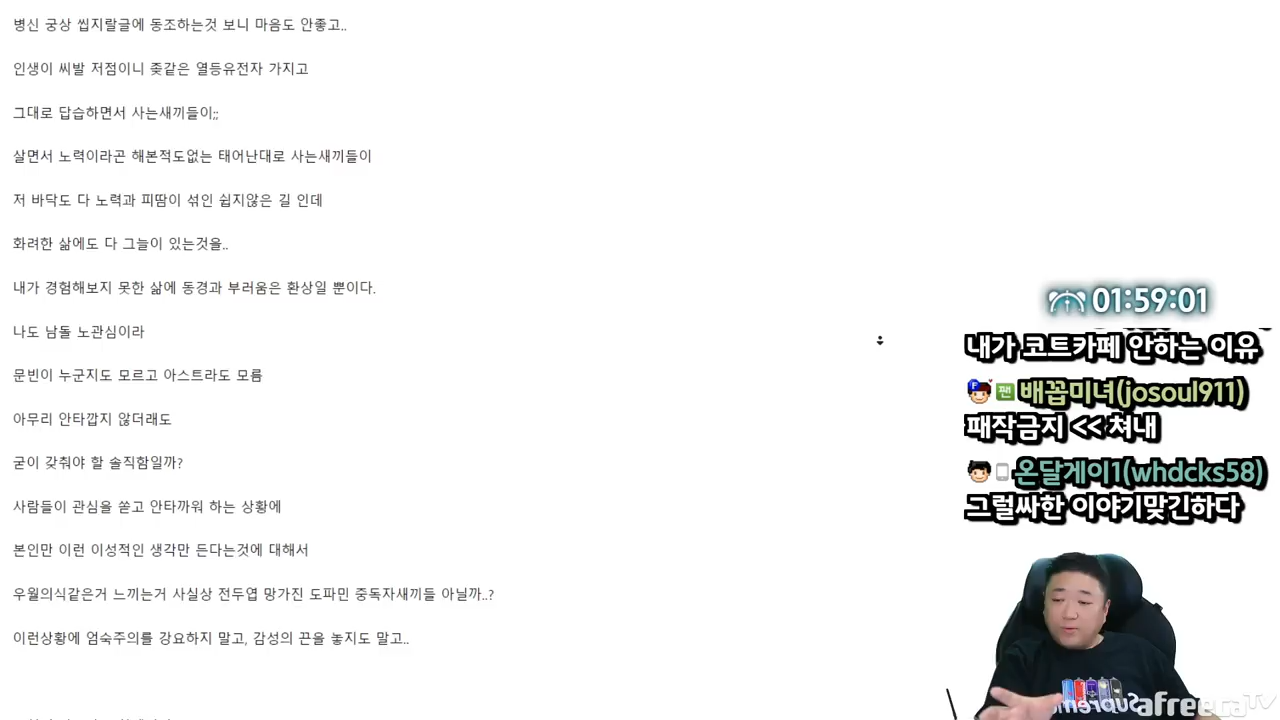 병신 궁상 씹지랄글에 동조하는것 보니 마음도 안좋고..
인생이 씨발 저점이니 좆같은 열등유전자 가지고
그대로 답습하면서 사는새끼들이;;
살면서 노력이라곤 해본적도없는 태어난대로 사는새끼들이
저 바닥도 다 노력과 피땀이 섞인 쉽지않은 길 인데
화려한 삶에도 다 그늘이 있는것을..
내가 경험해보지 못한 삶에 동경과 부러움은 환상일 뿐이다.
나도 남돌 노관심이라
문빈이 누군지도 모르고 아스트라도 모름
아무리 안타깝지 않더래도
굳이 갖춰야 할 솔직함일까?
사람들이 관심을 쏟고 안타까워 하는 상황에
본인만 이런 이성적인 생각만 든다는것에 대해서
우월의식같은거 느끼는거 사실상 전두엽 망가진 도파민 중독자새끼들 아닐까..?
이런상황에 엄숙주의를 강요하지 말고, 감성의 끈을 놓지도 말고..
01:59:01
내가 코트카페 안하는 이유
F 팬 배꼽미녀(josoul911)
패작금지 << 쳐내
온달게이1(whdcks58)
그럴싸한 이야기맞긴하다
Supreme
afreecaTV